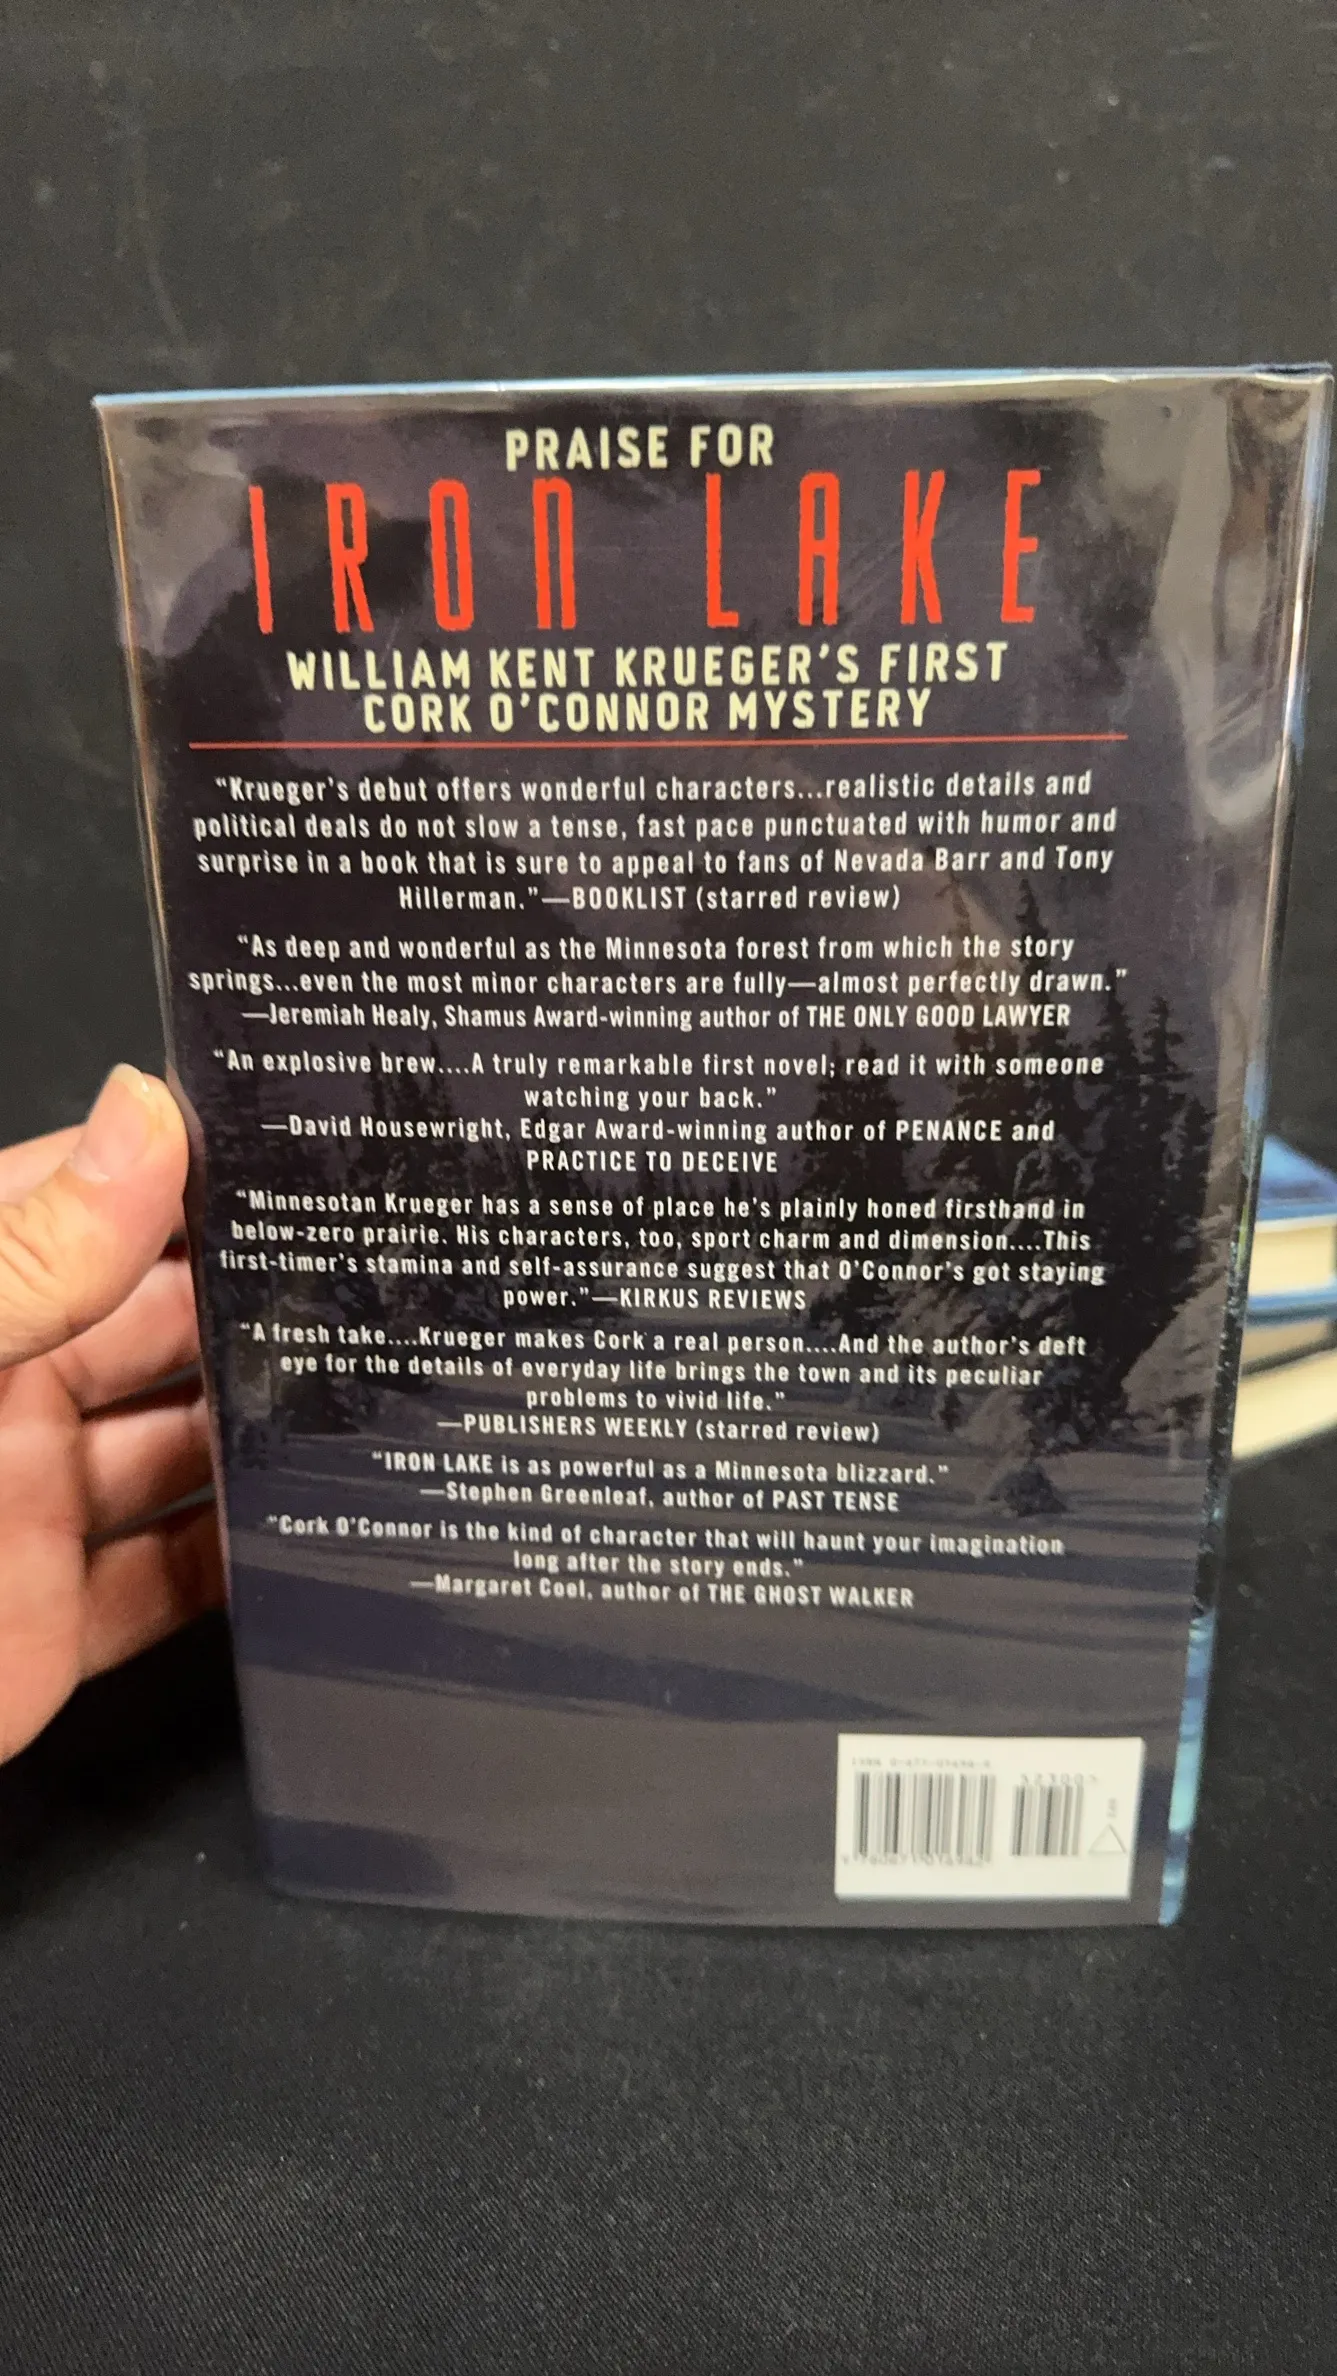 PRAISE FOR
IRON LAKE
WILLIAM KENT KRUEGER'S FIRST
CORK O'CONNOR MYSTERY
"Krueger's debut offers wonderful characters...realistic details and
political deals do not slow a tense, fast pace punctuated with humor and
surprise in a book that is sure to appeal to fans of Nevada Barr and Tony
Hillerman."—BOOKLIST (starred review)
"As deep and wonderful as the Minnesota forest from which the story
springs...even the most minor characters are fully—almost perfectly drawn."
—Jeremiah Healy, Shamus Award-winning author of THE ONLY GOOD LAWYER
"An explosive brew....A truly remarkable first novel; read it with someone
watching your back."
—David Housewright, Edgar Award-winning author of PENANCE and
PRACTICE TO DECEIVE
"Minnesotan Krueger has a sense of place he's plainly honed firsthand in
below-zero prairie. His characters, too, sport charm and dimension....This
first-timer's stamina and self-assurance suggest that O'Connor's got staying
power."—KIRKUS REVIEWS
"A fresh take....Krueger makes Cork a real person....And the author's deft
eye for the details of everyday life brings the town and its peculiar
problems to vivid life."
—PUBLISHERS WEEKLY (starred review)
"IRON LAKE is as powerful as a Minnesota blizzard."
—Stephen Greenleaf, author of PAST TENSE
"Cork O'Connor is the kind of character that will haunt your imagination
long after the story ends."
—Margaret Coel, author of THE GHOST WALKER
ISBN
52300>